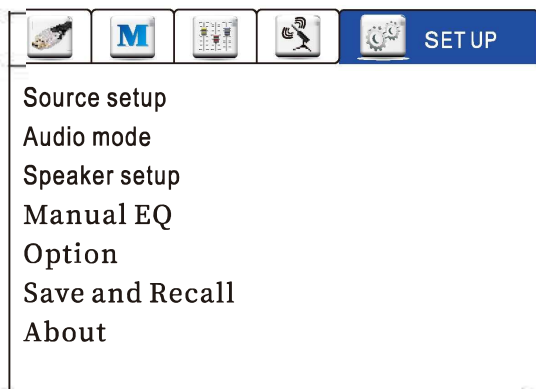 M
SET UP
Source setup
Audio mode
Speaker setup
Manual EQ
Option
Save and Recall
About